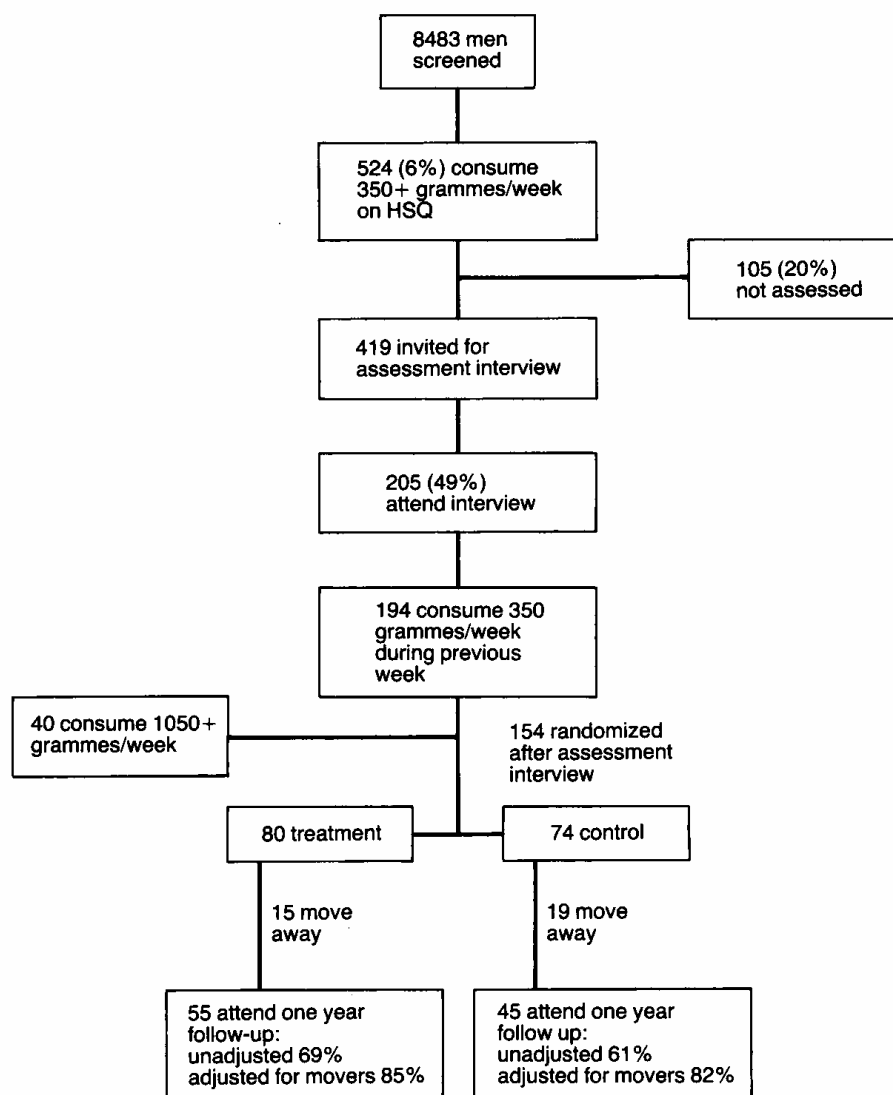 8483 men
screened
524 (6%) consume
350+ grammes/week
on HSQ
105 (20%)
not assessed
419 invited for
assessment interview
205 (49%)
attend interview
194 consume 350
grammes/week
during previous
week
40 consume 1050+
grammes/week
154 randomized
after assessment
interview
80 treatment
74 control
15 move
away
19 move
away
55 attend one year
follow-up:
unadjusted 69%
adjusted for movers 85%
45 attend one year
follow up:
unadjusted 61%
adjusted for movers 82%